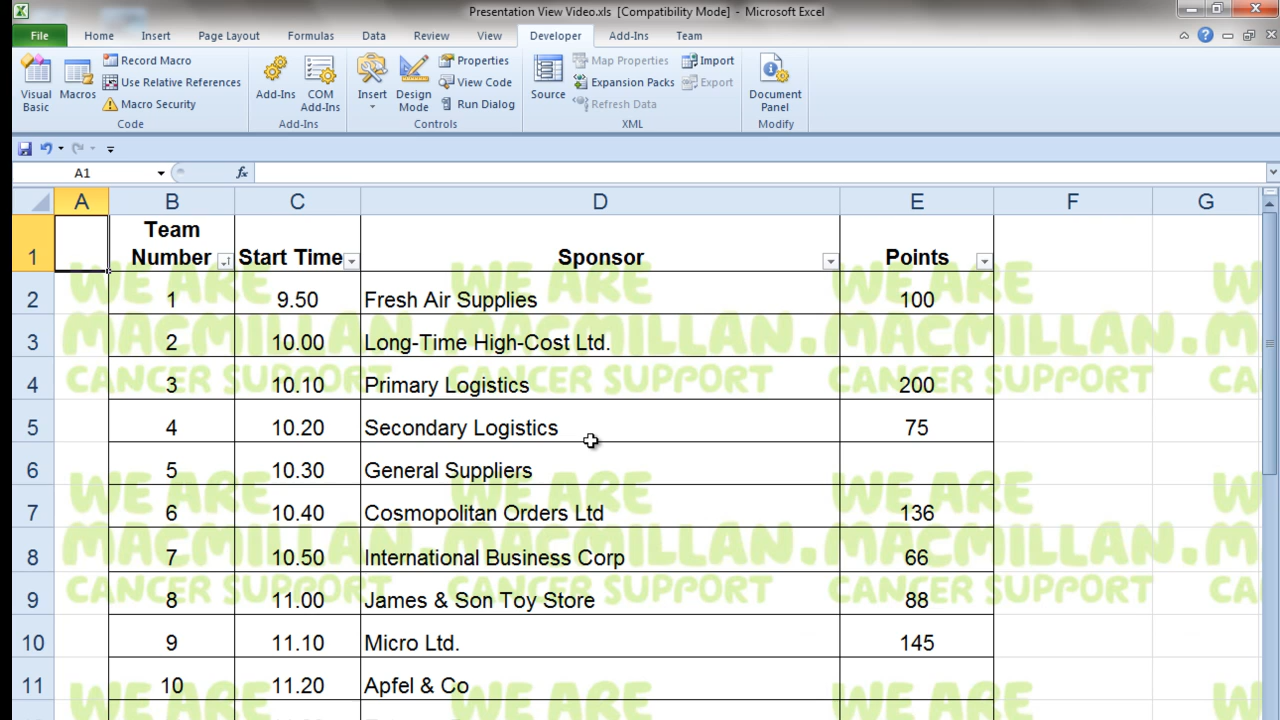 Presentation View Video.xls [Compatibility Mode] - Microsoft Excel
File Home Insert Page Layout Formulas Data Review View Developer Add-Ins Team
Visual Basic
Macros
Record Macro
Use Relative References
Macro Security
Code
Add-Ins
COM Add-Ins
Add-Ins
Insert
Design Mode
Properties
View Code
Run Dialog
Controls
Source
Map Properties
Expansion Packs
Refresh Data
Import
Export
XML
Document Panel
Modify
A1 fx
A B C D E F G
1 Team Number Start Time Sponsor Points
2 1 9.50 Fresh Air Supplies 100
3 2 10.00 Long-Time High-Cost Ltd.
4 3 10.10 Primary Logistics 200
5 4 10.20 Secondary Logistics 75
6 5 10.30 General Suppliers
7 6 10.40 Cosmopolitan Orders Ltd 136
8 7 10.50 International Business Corp 66
9 8 11.00 James & Son Toy Store 88
10 9 11.10 Micro Ltd. 145
11 10 11.20 Apfel & Co
WE ARE MACMILLAN. CANCER SUPPORT